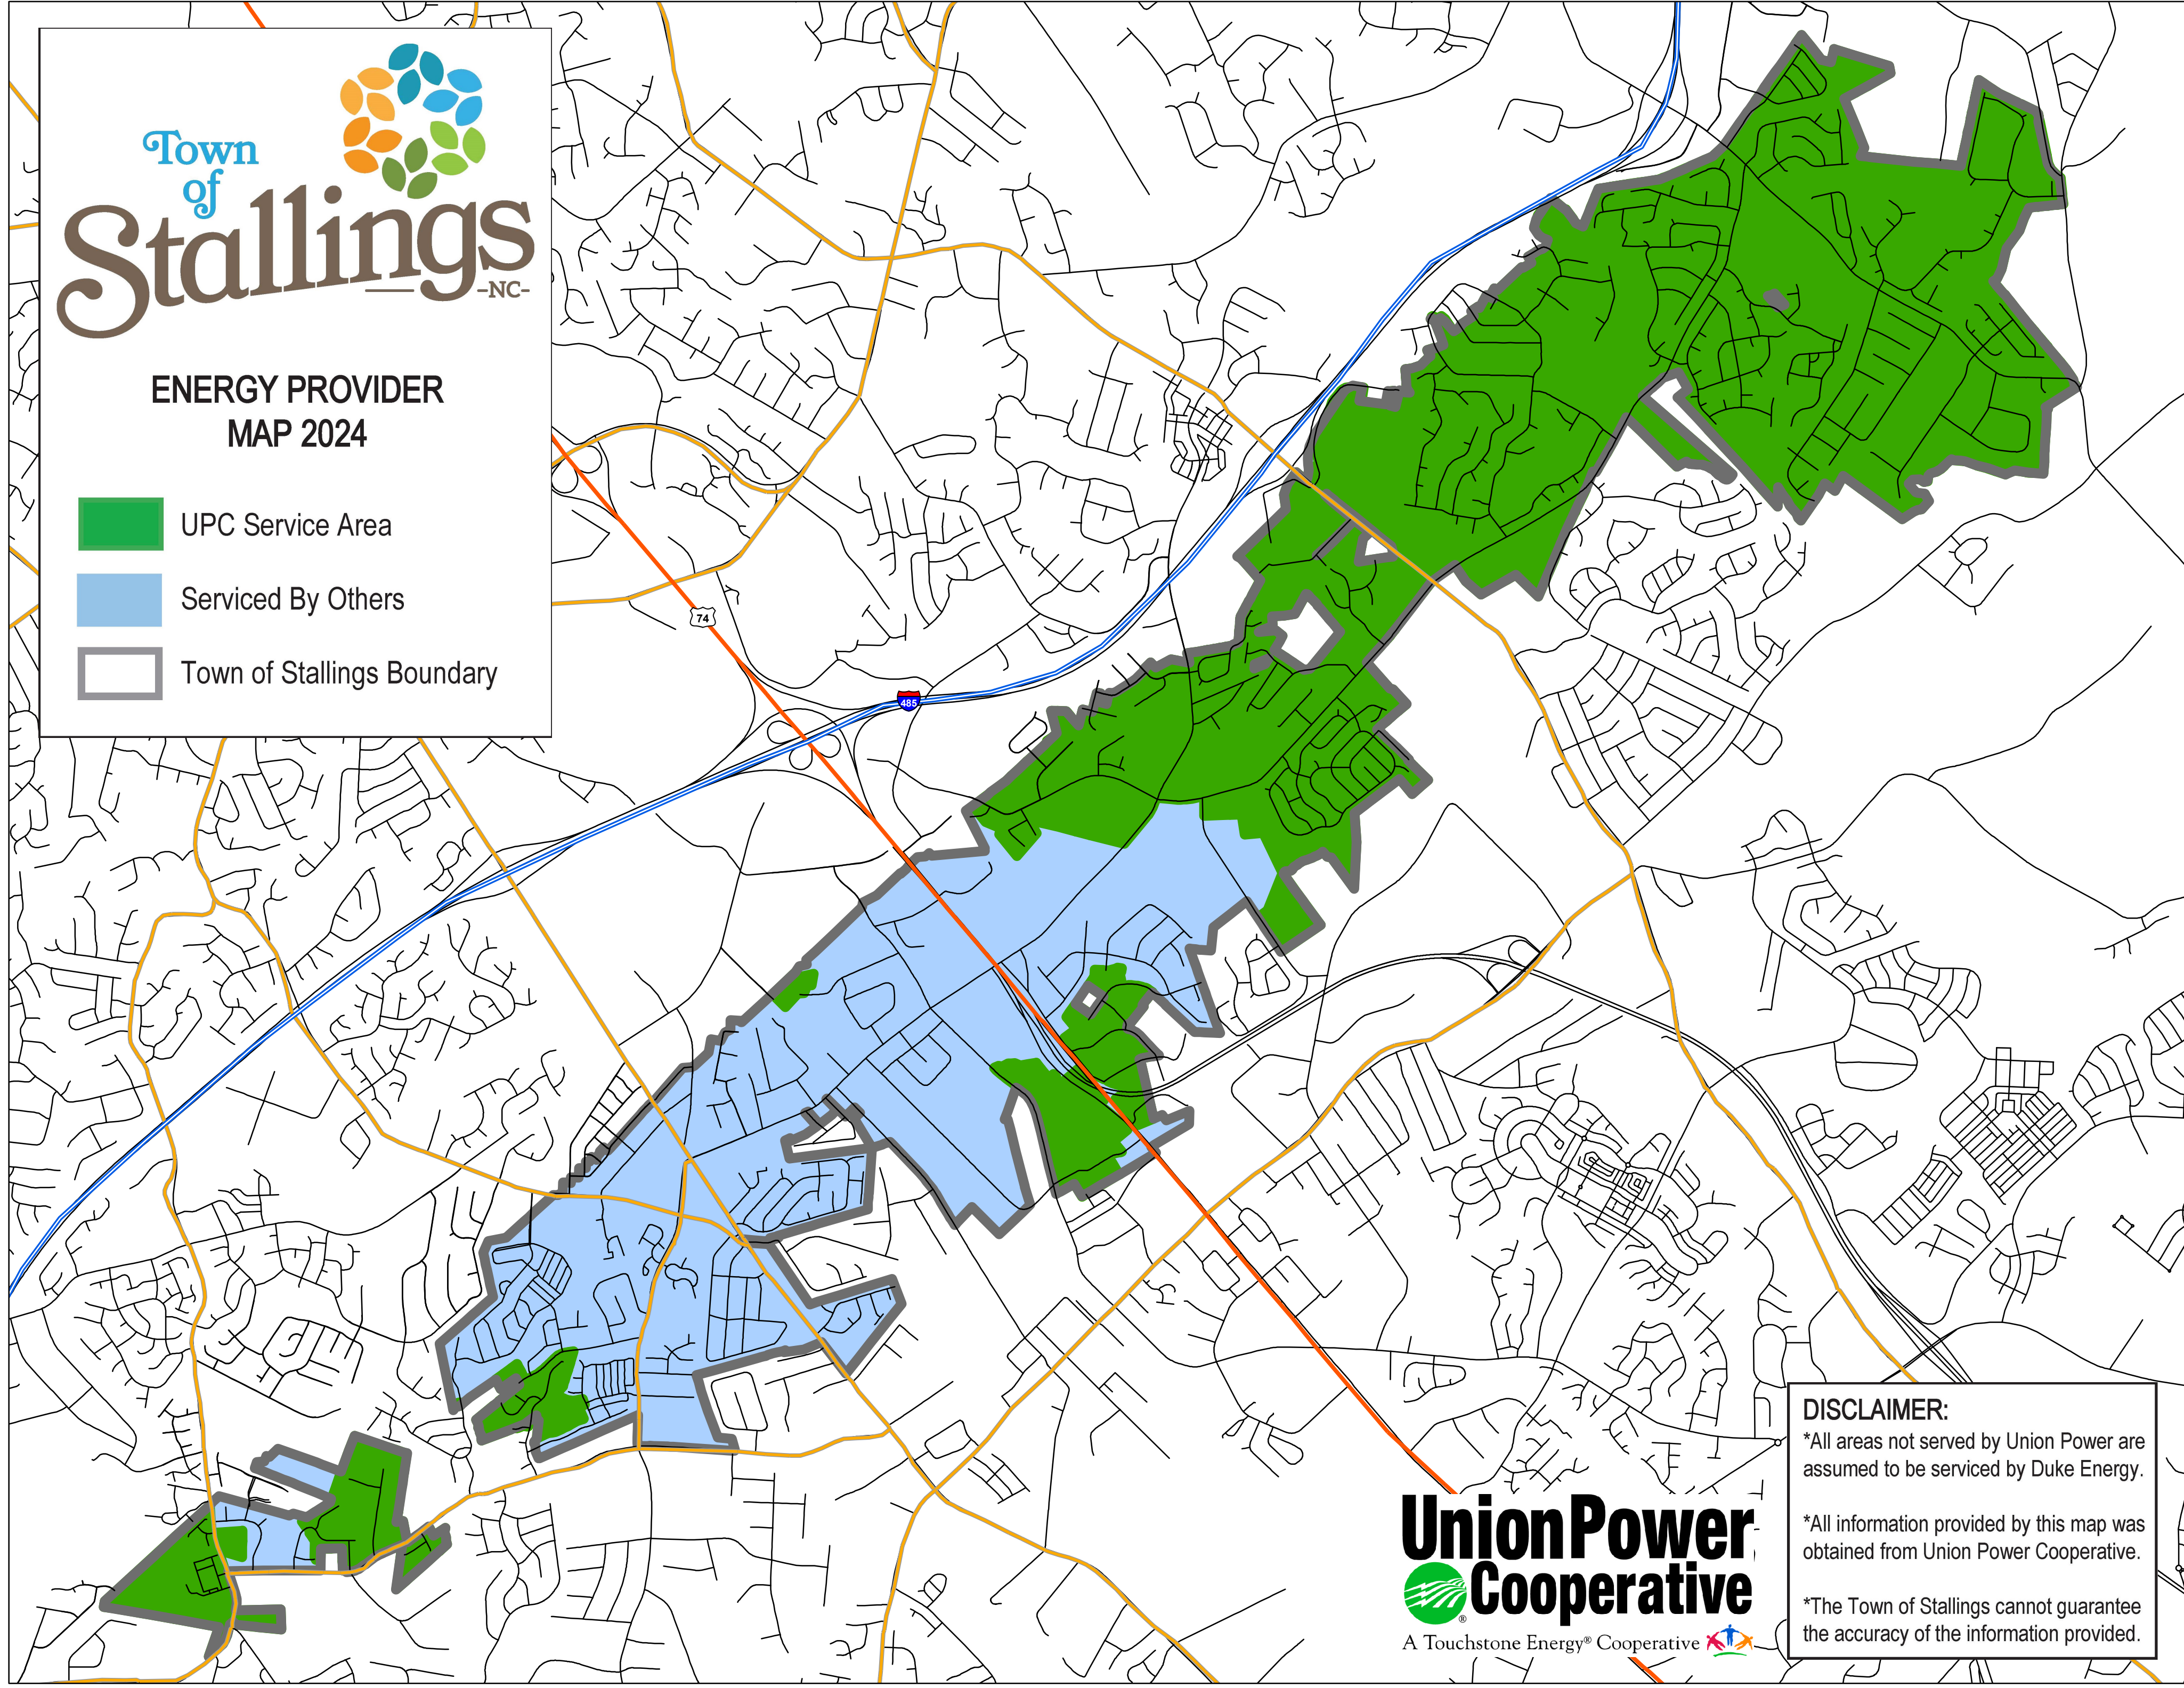 Town
of
Stallings
-NC-
ENERGY PROVIDER
MAP 2024
UPC Service Area
Serviced By Others
Town of Stallings Boundary
74
485
DISCLAIMER:
*All areas not served by Union Power are
assumed to be serviced by Duke Energy.
*All information provided by this map was
obtained from Union Power Cooperative.
*The Town of Stallings cannot guarantee
the accuracy of the information provided.
Union Power
Cooperative
®
A Touchstone Energy® Cooperative